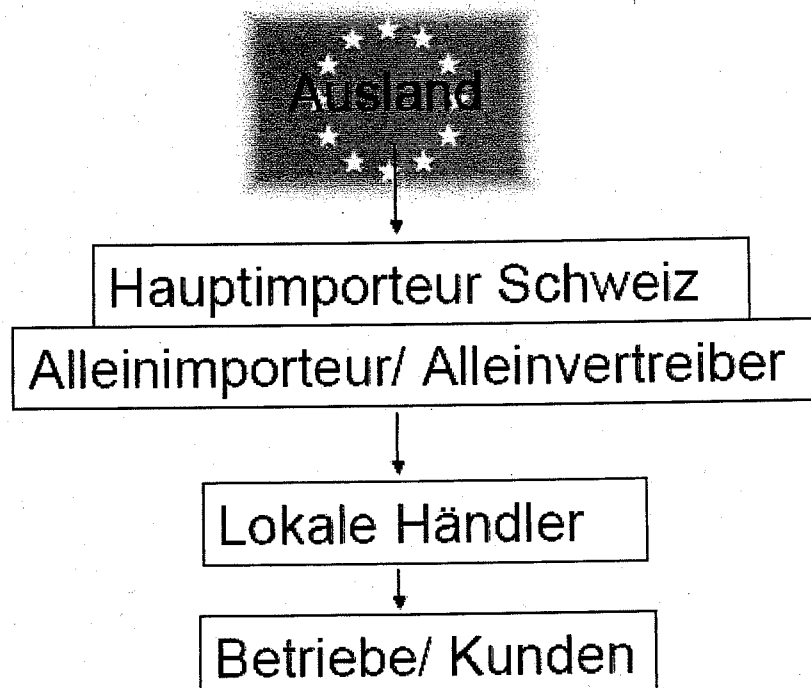 Ausland
Hauptimporteur Schweiz
Alleinimporteur/ Alleinvertreiber
Lokale Händler
Betriebe/ Kunden